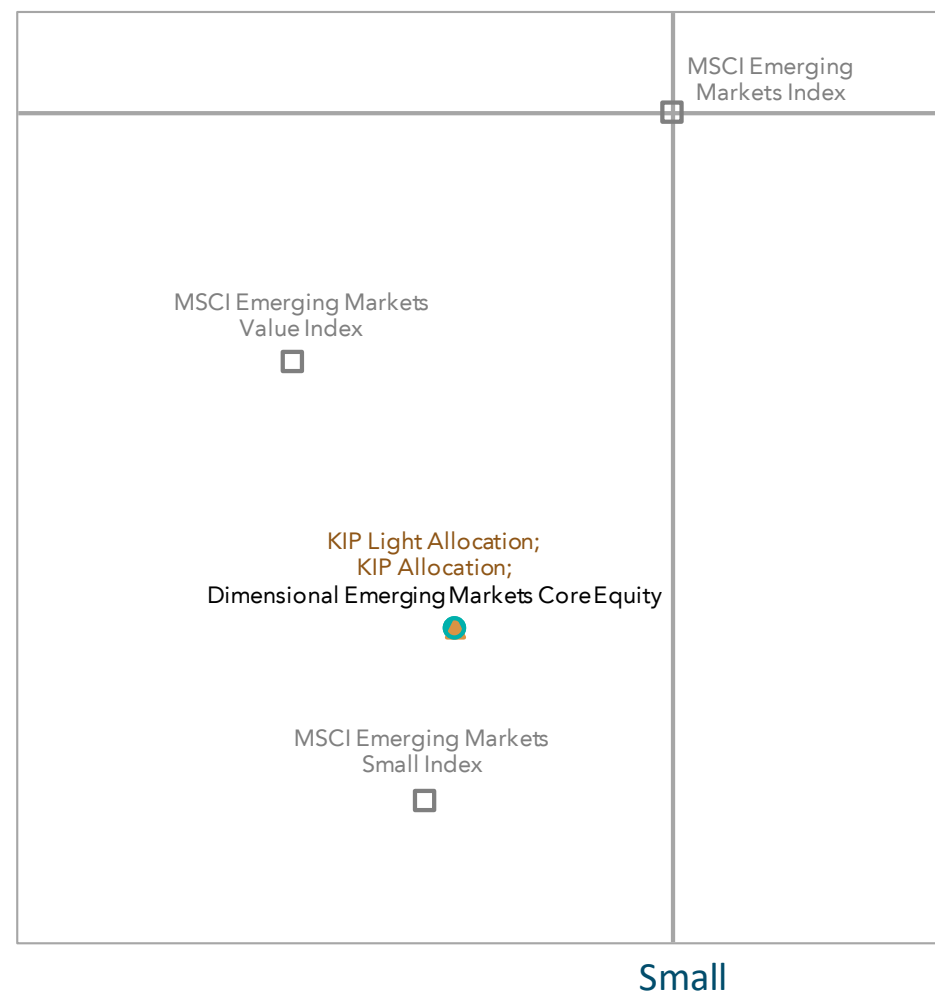 MSCI Emerging
Markets Index
MSCI Emerging Markets
Value Index
KIP Light Allocation;
KIP Allocation;
Dimensional Emerging Markets Core Equity
MSCI Emerging Markets
Small Index
Small